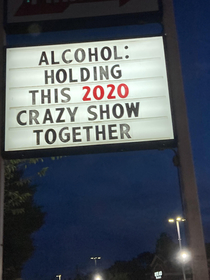 ALCOHOL:
HOLDING
THIS 2020
CRAZY SHOW
TOGETHER